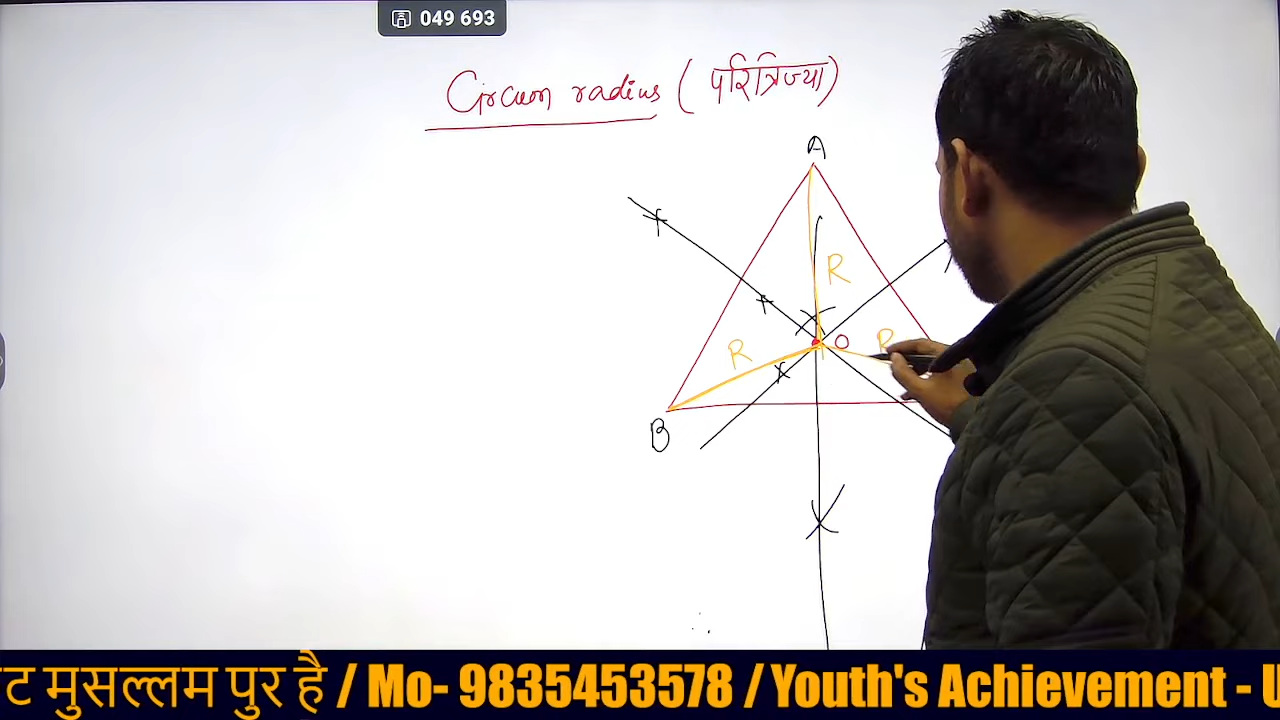 049 693
Circum radius (परित्रिज्या)
A
R
R
O
R
B
ट मुसल्लम पुर है / Mo- 9835453578 / Youth's Achievement - U